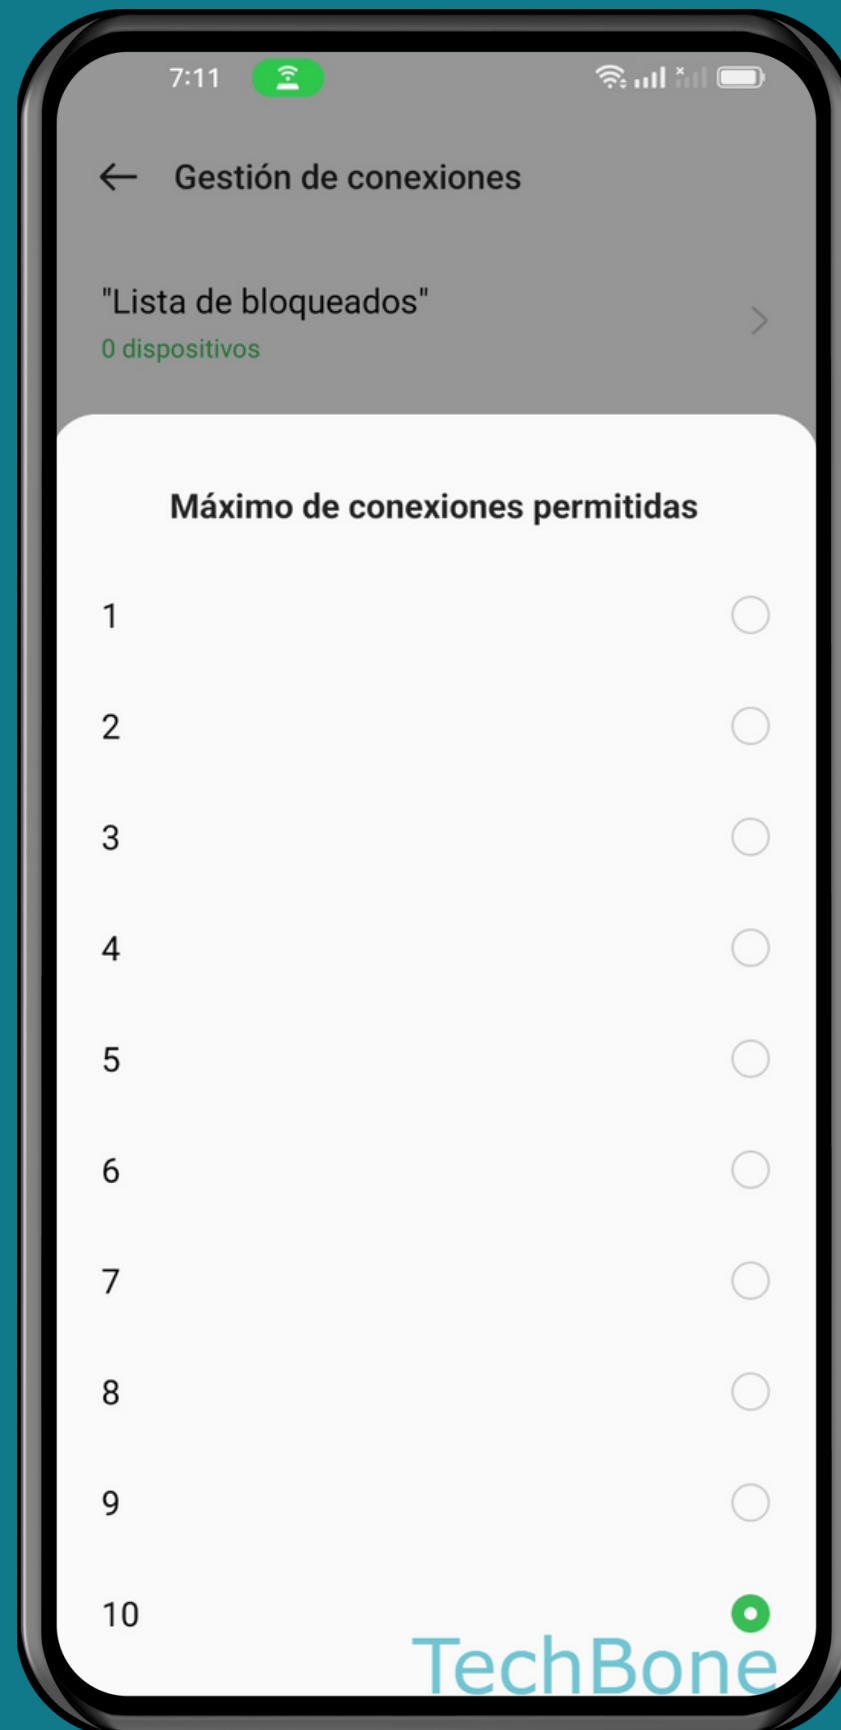 7:11
Gestión de conexiones
"Lista de bloqueados"
0 dispositivos
Máximo de conexiones permitidas
1
2
3
4
5
6
7
8
9
10
TechBone